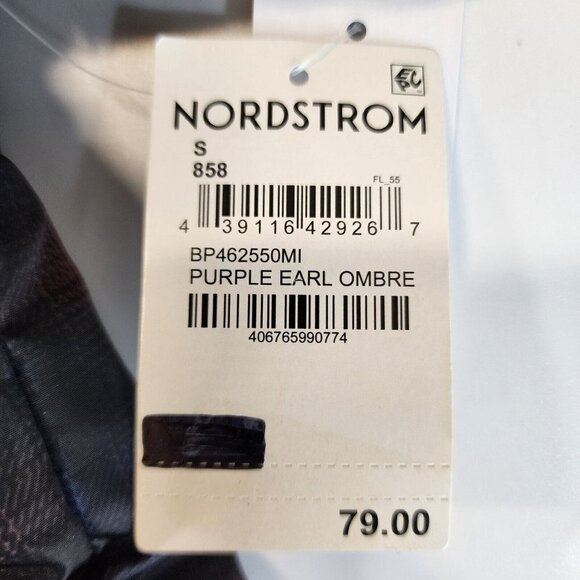 NORDSTROM
S
858
FL_55
4 39116 42926 7
BP462550MI
PURPLE EARL OMBRE
406765990774
79.00